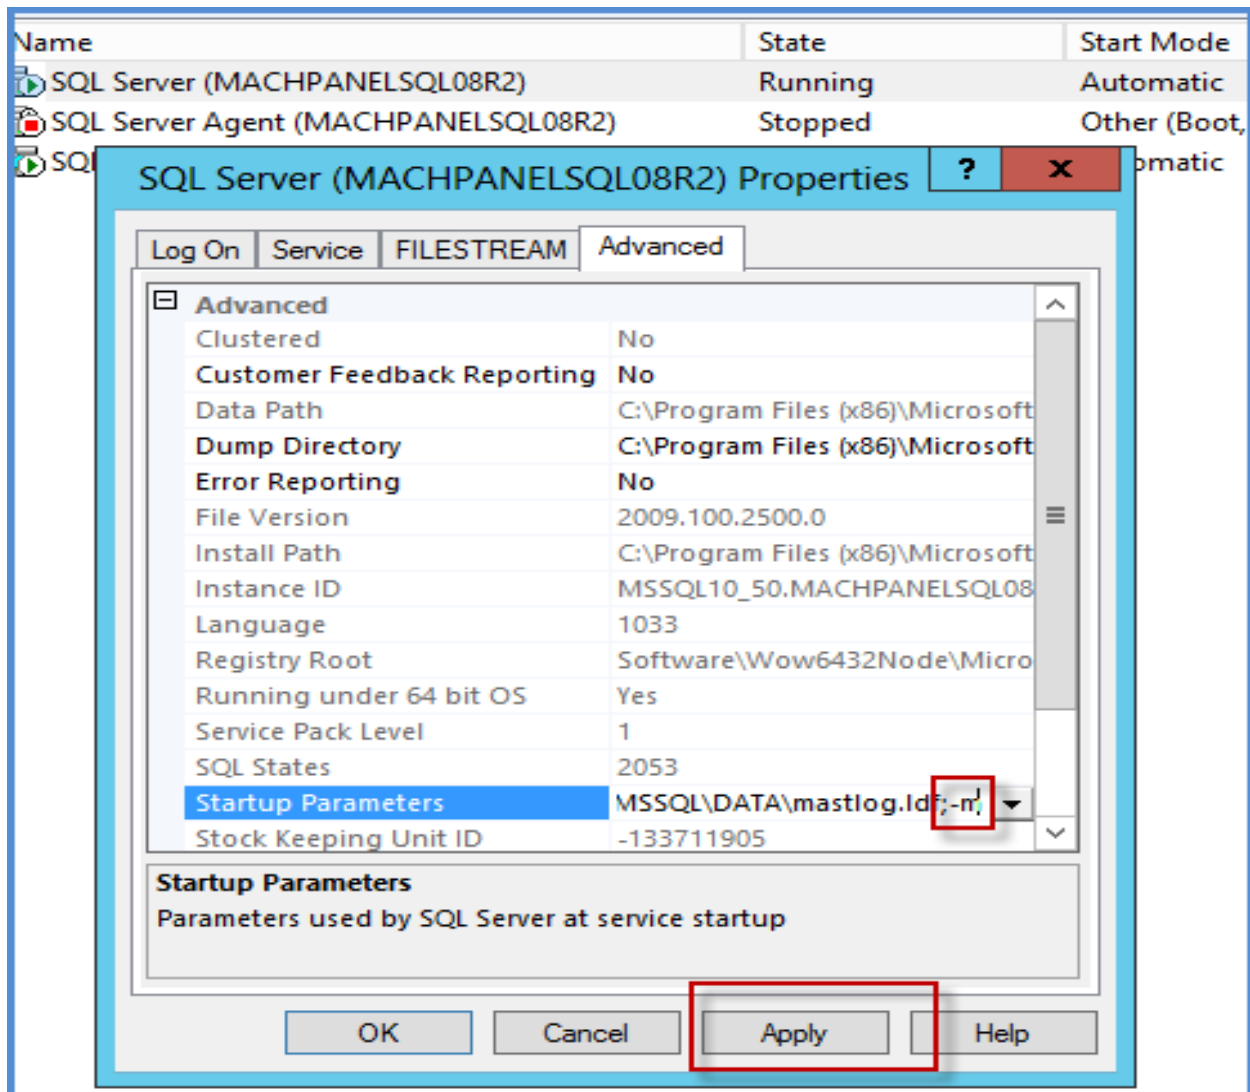 Name State Start Mode
SQL Server (MACHPANELSQL08R2) Running Automatic
SQL Server Agent (MACHPANELSQL08R2) Stopped Other (Boot,
SQL omatic
SQL Server (MACHPANELSQL08R2) Properties ? x
Log On Service FILESTREAM Advanced
Advanced
Clustered No
Customer Feedback Reporting No
Data Path C:\Program Files (x86)\Microsoft
Dump Directory C:\Program Files (x86)\Microsoft
Error Reporting No
File Version 2009.100.2500.0
Install Path C:\Program Files (x86)\Microsoft
Instance ID MSSQL10_50.MACHPANELSQL08
Language 1033
Registry Root Software\Wow6432Node\Micro
Running under 64 bit OS Yes
Service Pack Level 1
SQL States 2053
Startup Parameters MSSQL\DATA\mastlog.ldf;-m
Stock Keeping Unit ID -133711905
Startup Parameters
Parameters used by SQL Server at service startup
OK Cancel Apply Help